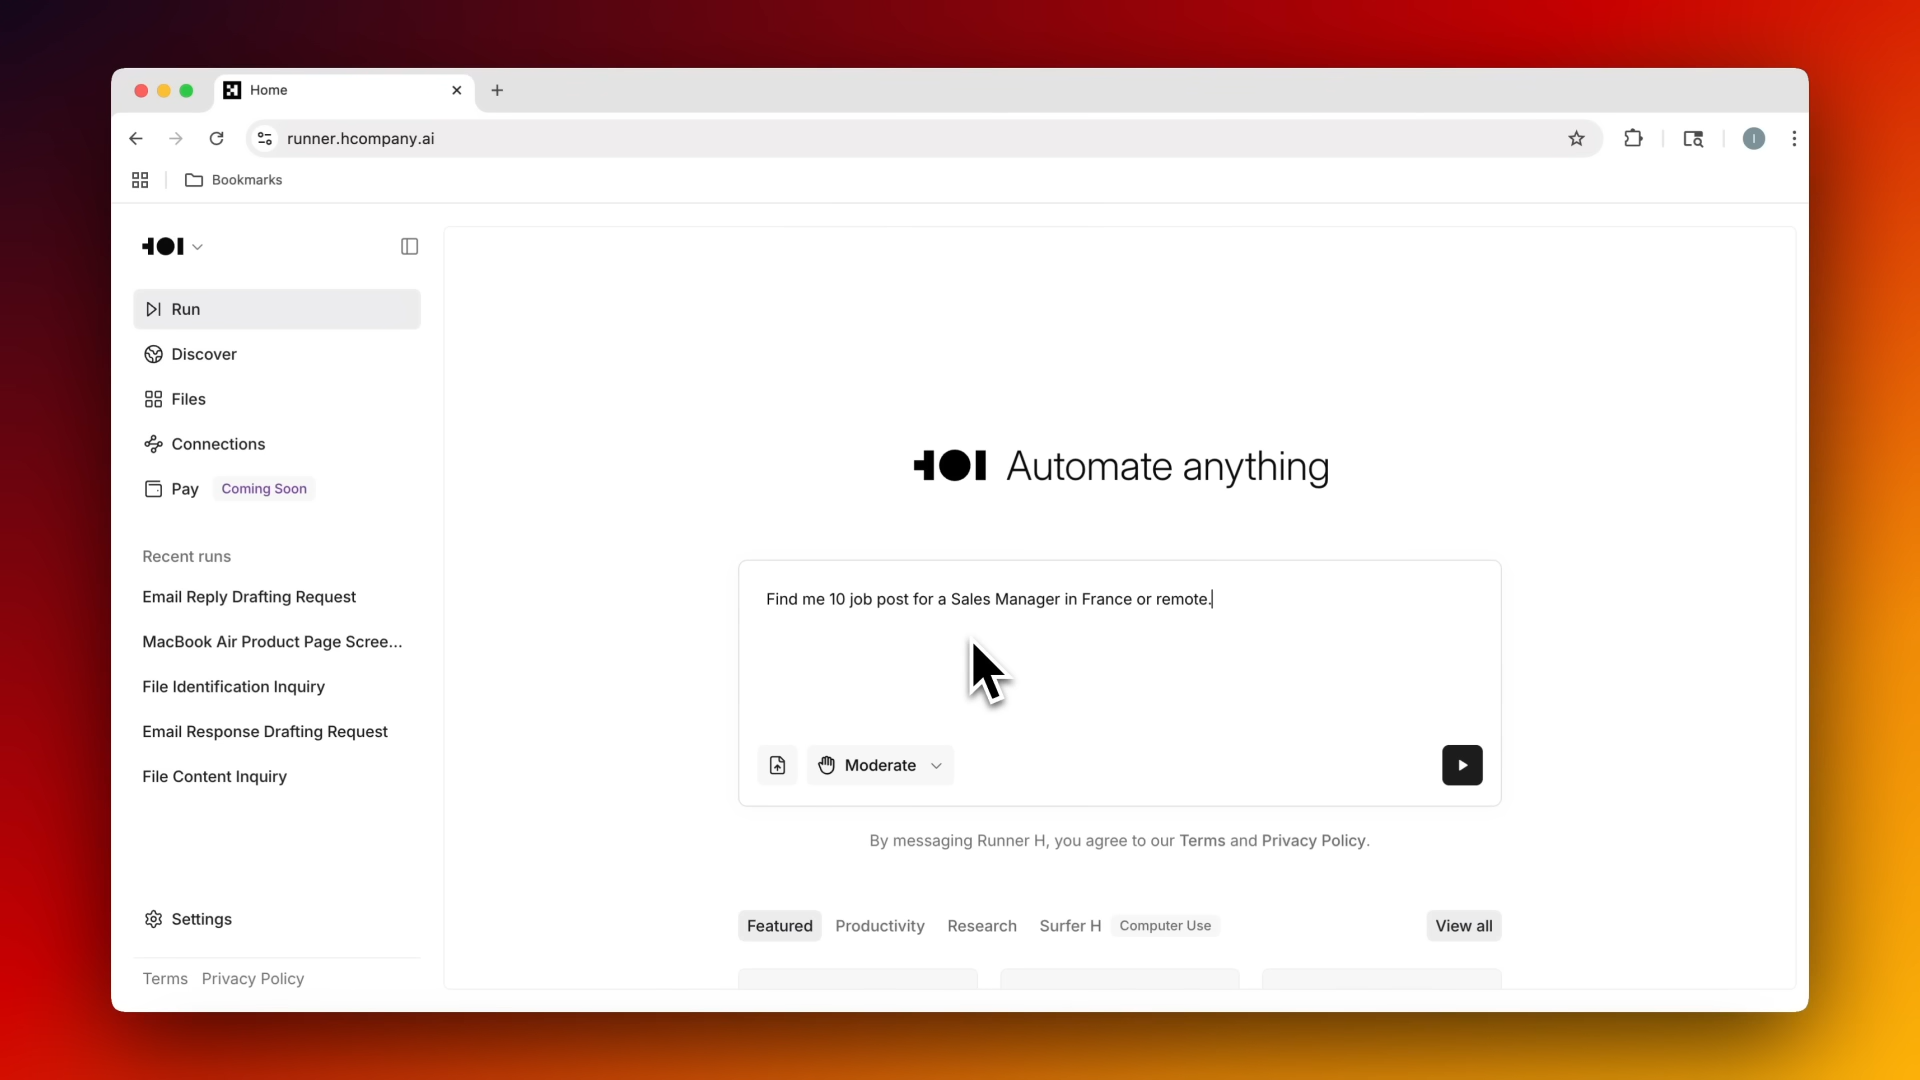 Home
runner.hcompany.ai
I
Bookmarks
Run
Discover
Files
Connections
Pay Coming Soon
Recent runs
Email Reply Drafting Request
MacBook Air Product Page Scree...
File Identification Inquiry
Email Response Drafting Request
File Content Inquiry
Settings
Terms Privacy Policy
Automate anything
Find me 10 job post for a Sales Manager in France or remote.
Moderate
By messaging Runner H, you agree to our Terms and Privacy Policy.
Featured Productivity Research Surfer H Computer Use View all